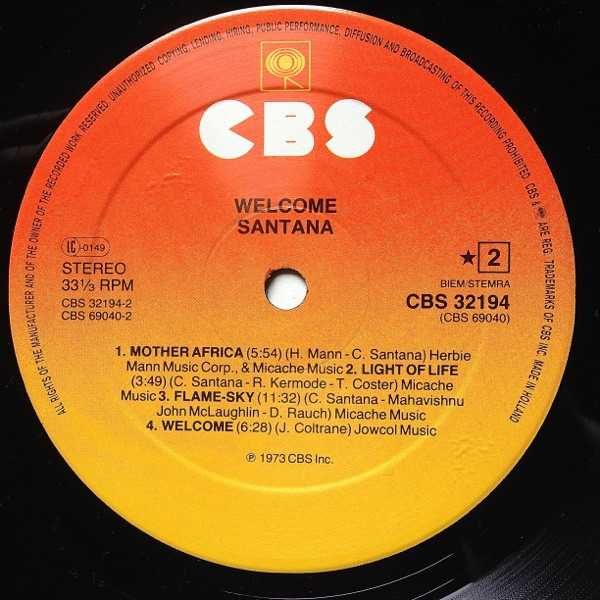 ALL RIGHTS OF THE MANUFACTURER AND OF THE OWNER OF THE RECORDED WORK RESERVED. UNAUTHORIZED COPYING, LENDING, HIRING, PUBLIC PERFORMANCE, DIFFUSION AND BROADCASTING OF THIS RECORDING PROHIBITED. CBS & ARE REG. TRADEMARKS OF CBS INC. MADE IN HOLLAND
CBS
WELCOME
SANTANA
LC-0149
STEREO
33⅓ RPM
CBS 32194-2
CBS 69040-2
★ 2
BIEM/STEMRA
CBS 32194
(CBS 69040)
1. MOTHER AFRICA (5:54) (H. Mann - C. Santana) Herbie
Mann Music Corp., & Micache Music 2. LIGHT OF LIFE
(3:49) (C. Santana - R. Kermode - T. Coster) Micache
Music 3. FLAME-SKY (11:32) (C. Santana - Mahavishnu
John McLaughlin - D. Rauch) Micache Music
4. WELCOME (6:28) (J. Coltrane) Jowcol Music
℗ 1973 CBS Inc.